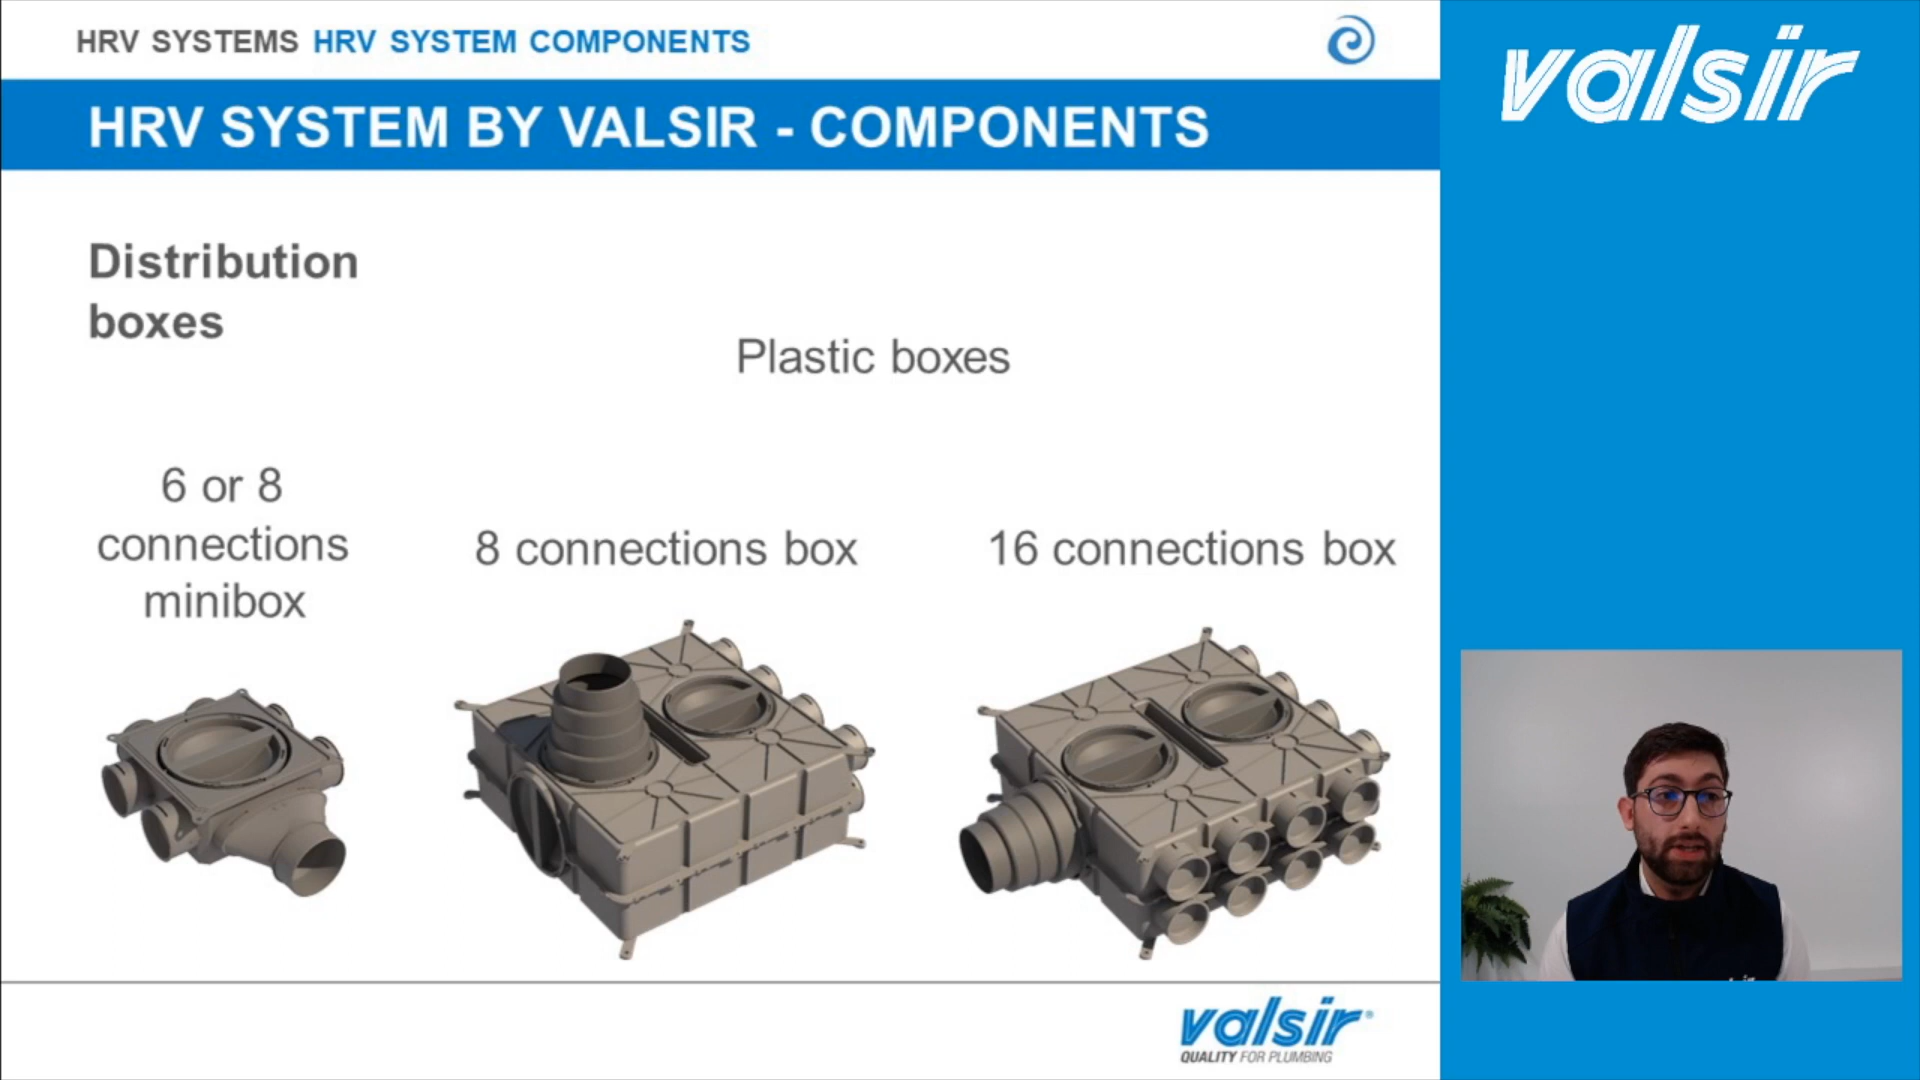 HRV SYSTEMS HRV SYSTEM COMPONENTS
valsir
HRV SYSTEM BY VALSIR - COMPONENTS
Distribution
boxes
Plastic boxes
6 or 8
connections
minibox
8 connections box
16 connections box
valsir®
QUALITY FOR PLUMBING